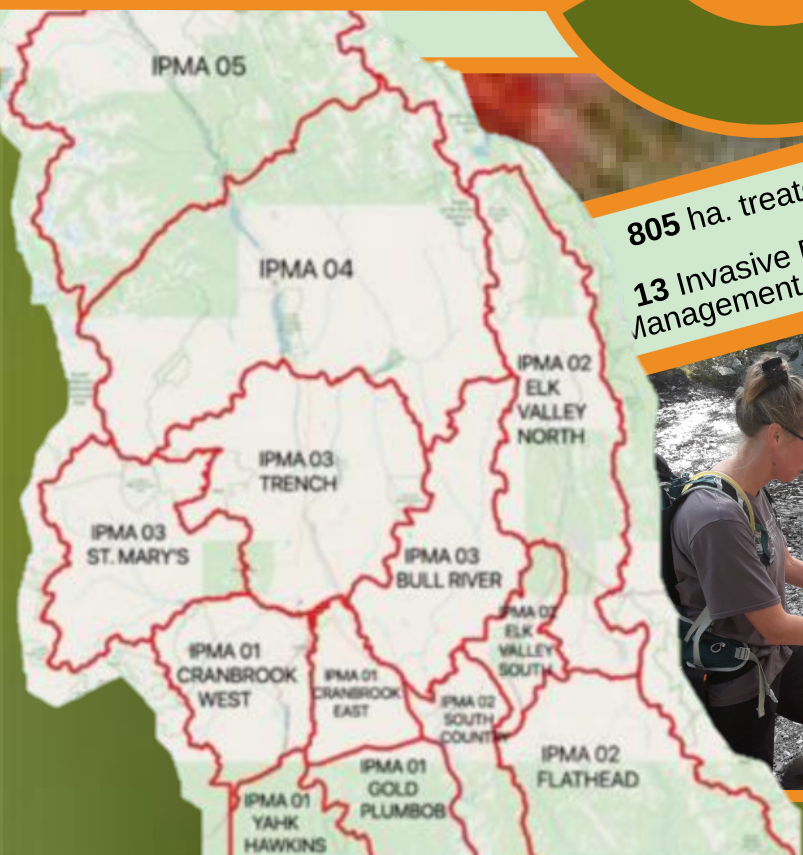 IPMA 05
805 ha. treat
13 Invasive
Management
IPMA 04
IPMA 02
ELK
VALLEY
NORTH
IPMA 03
TRENCH
IPMA 03
ST. MARY'S
IPMA 03
BULL RIVER
IPMA 02
ELK
VALLEY
SOUTH
IPMA 01
CRANBROOK
WEST
IPMA 01
CRANBROOK
EAST
IPMA 02
SOUTH
COUNTRY
IPMA 02
FLATHEAD
IPMA 01
GOLD
PLUMBOB
IPMA 01
YAHK
HAWKINS